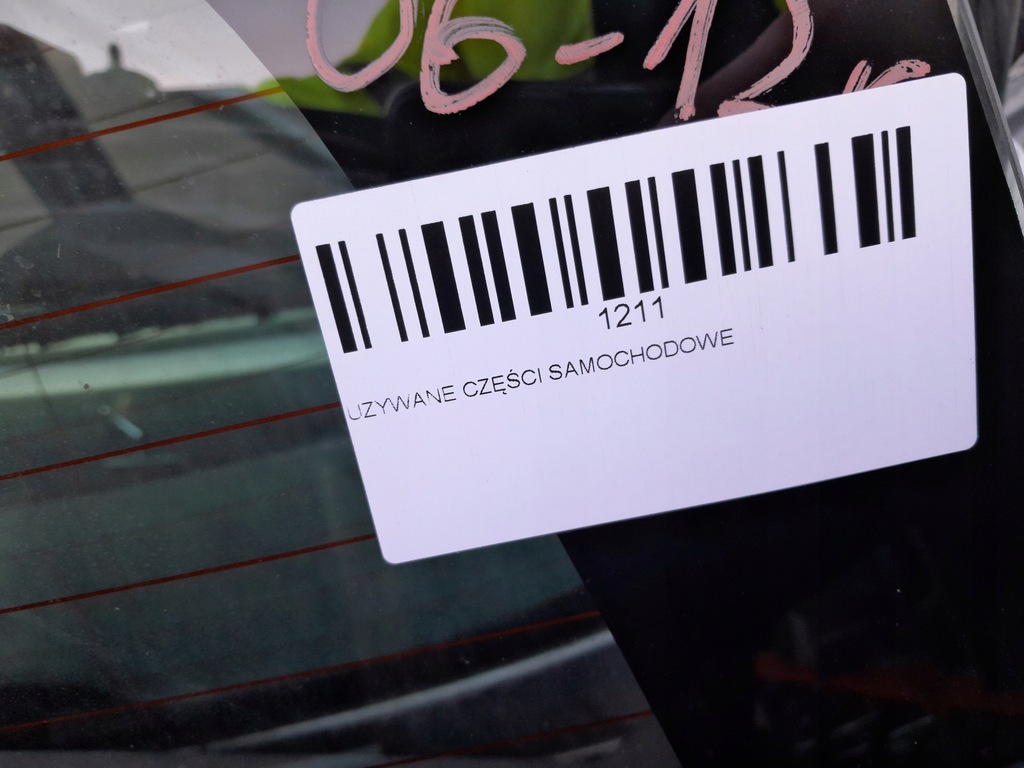 06-13r
1211
UZYWANE CZĘŚCI SAMOCHODOWE